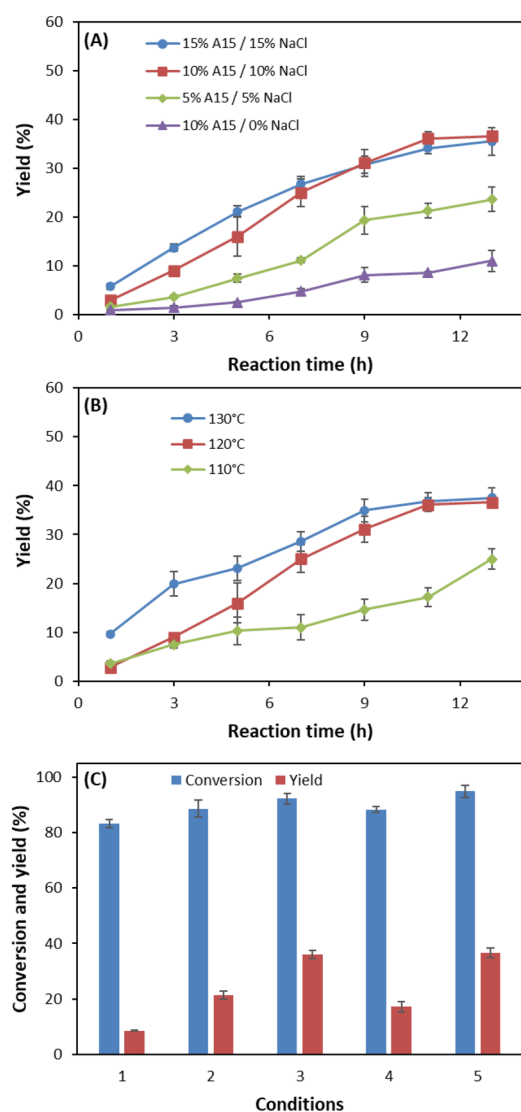 (A)
15% A15 / 15% NaCl
10% A15 / 10% NaCl
5% A15 / 5% NaCl
10% A15 / 0% NaCl
Yield (%)
60
50
40
30
20
10
0
0 3 6 9 12
Reaction time (h)
(B)
130°C
120°C
110°C
Yield (%)
60
50
40
30
20
10
0
0 3 6 9 12
Reaction time (h)
(C)
Conversion Yield
Conversion and yield (%)
100
80
60
40
20
0
1 2 3 4 5
Conditions